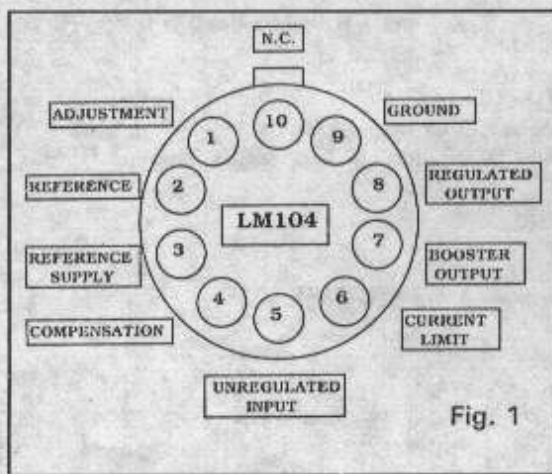 N.C.
ADJUSTMENT
GROUND
1
10
9
REFERENCE
2
8
REGULATED
OUTPUT
LM104
REFERENCE
SUPPLY
3
7
BOOSTER
OUTPUT
COMPENSATION
4
5
6
CURRENT
LIMIT
UNREGULATED
INPUT
Fig. 1